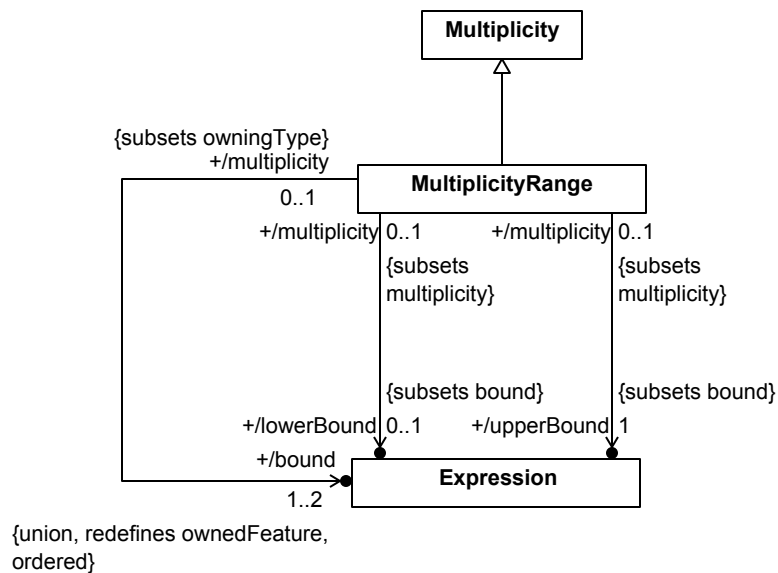 Multiplicity
{subsets owningType}
+/multiplicity
0..1
MultiplicityRange
+/multiplicity 0..1
{subsets
multiplicity}
+/multiplicity 0..1
{subsets
multiplicity}
{subsets bound}
+/lowerBound 0..1
{subsets bound}
+/upperBound 1
+/bound
1..2
Expression
{union, redefines ownedFeature,
ordered}